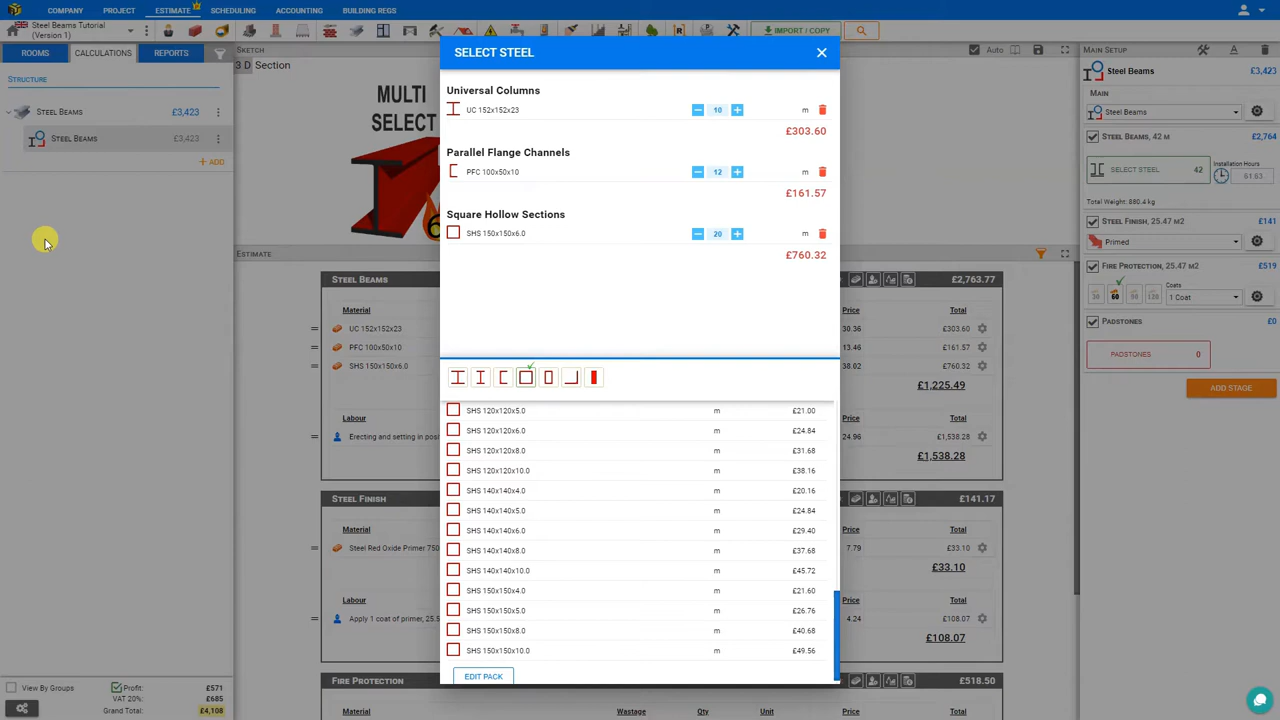 COMPANY PROJECT ESTIMATE SCHEDULING ACCOUNTING BUILDING REGS
Steel Beams Tutorial
(Version 1)
IMPORT / COPY
ROOMS CALCULATIONS REPORTS
STRUCTURE
STEEL BEAMS £3,423
STEEL BEAMS £3,423
+ ADD
View By Groups
Profit: £571
VAT 20%: £685
Grand Total: £4,108
SKETCH
Auto
3 D Section
MULTI
SELECT
ESTIMATE
STEEL BEAMS £2,763.77
Material Price Total
UC 152x152x23 30.36 £303.60
PFC 100x50x10 13.46 £161.57
SHS 150x150x6.0 38.02 £760.32
£1,225.49
Labour Price Total
Erecting and setting in posi 24.96 £1,538.28
£1,538.28
STEEL FINISH £141.17
Material Price Total
Steel Red Oxide Primer 750 7.79 £33.10
£33.10
Labour Price Total
Apply 1 coat of primer, 25.5 4.24 £108.07
£108.07
FIRE PROTECTION £518.50
Material Wastage Qty Unit Price Total
SELECT STEEL
Universal Columns
UC 152x152x23 10 m
£303.60
Parallel Flange Channels
PFC 100x50x10 12 m
£161.57
Square Hollow Sections
SHS 150x150x6.0 20 m
£760.32
SHS 120x120x5.0 m £21.00
SHS 120x120x6.0 m £24.84
SHS 120x120x8.0 m £31.68
SHS 120x120x10.0 m £38.16
SHS 140x140x4.0 m £20.16
SHS 140x140x5.0 m £24.84
SHS 140x140x6.0 m £29.40
SHS 140x140x8.0 m £37.68
SHS 140x140x10.0 m £45.72
SHS 150x150x4.0 m £21.60
SHS 150x150x5.0 m £26.76
SHS 150x150x8.0 m £40.68
SHS 150x150x10.0 m £49.56
EDIT PACK
MAIN SETUP
Steel Beams £3,423
MAIN
Steel Beams
STEEL BEAMS, 42 M £2,764
SELECT STEEL 42
Installation Hours
61.63
Total Weight: 880.4 kg
STEEL FINISH, 25.47 M2 £141
Primed
FIRE PROTECTION, 25.47 M2 £519
30 60 90 120
Coats
1 Coat
PADSTONES £0
PADSTONES 0
ADD STAGE